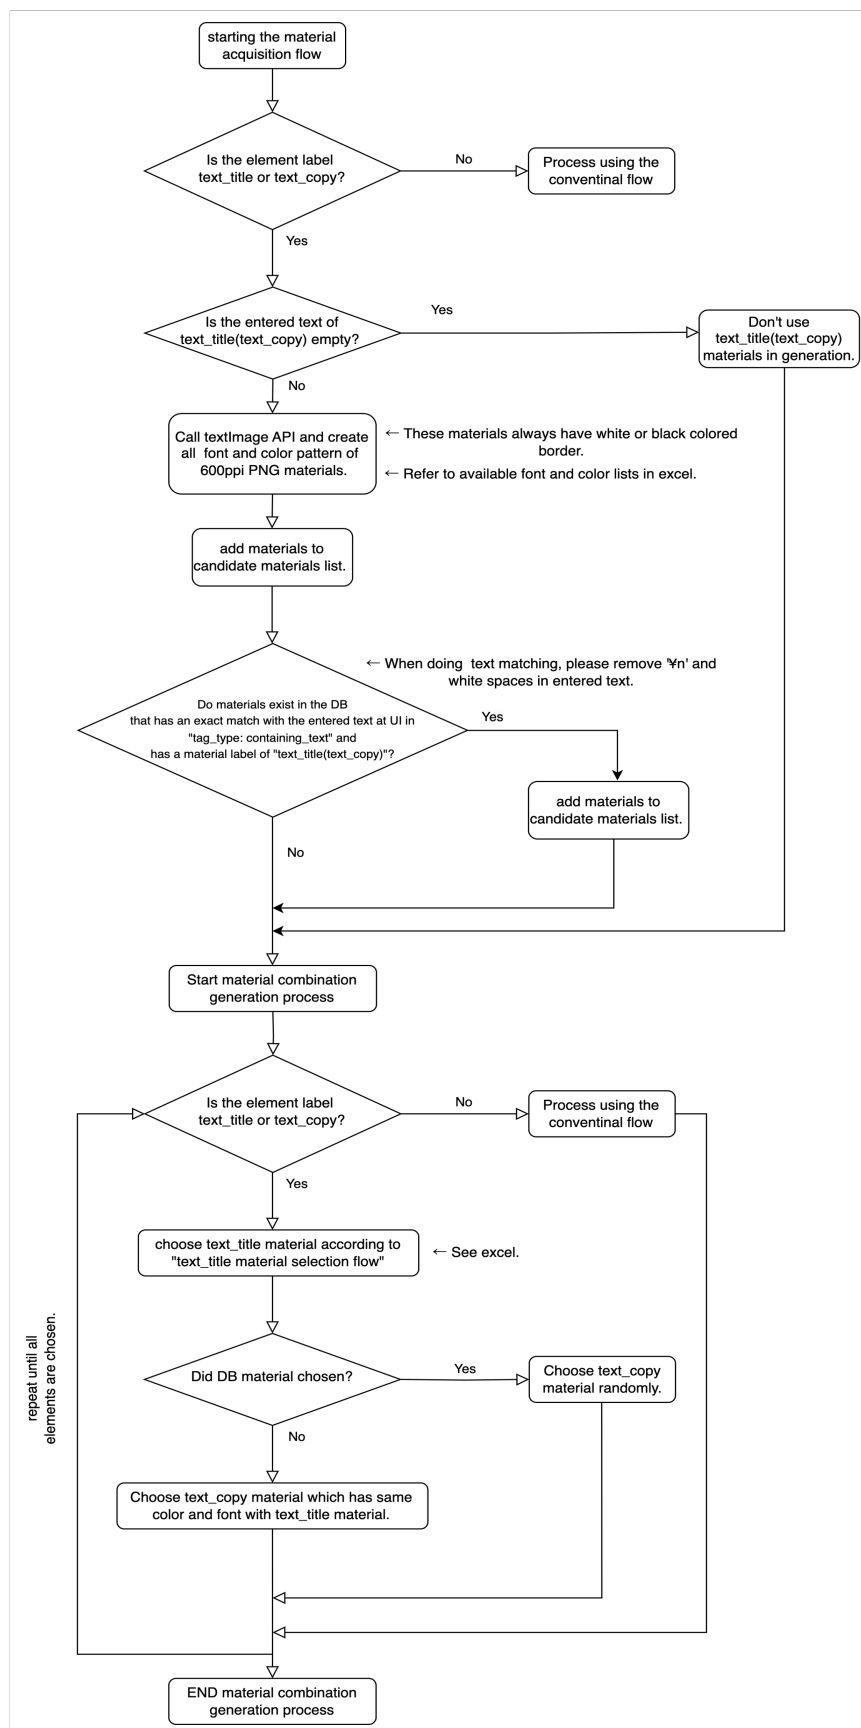 starting the material
acquisition flow
Is the element label
text_title or text_copy?
No
Process using the
conventinal flow
Yes
Is the entered text of
text_title(text_copy) empty?
Yes
Don't use
text_title(text_copy)
materials in generation.
No
Call textImage API and create
all font and color pattern of
600ppi PNG materials.
← These materials always have white or black colored
border.
← Refer to available font and color lists in excel.
add materials to
candidate materials list.
← When doing text matching, please remove '¥n' and
white spaces in entered text.
Do materials exist in the DB
that has an exact match with the entered text at UI in
"tag_type: containing_text" and
has a material label of "text_title(text_copy)"?
Yes
add materials to
candidate materials list.
No
Start material combination
generation process
Is the element label
text_title or text_copy?
No
Process using the
conventinal flow
Yes
choose text_title material according to
"text_title material selection flow"
← See excel.
repeat until all
elements are chosen.
Did DB material chosen?
Yes
Choose text_copy
material randomly.
No
Choose text_copy material which has same
color and font with text_title material.
END material combination
generation process